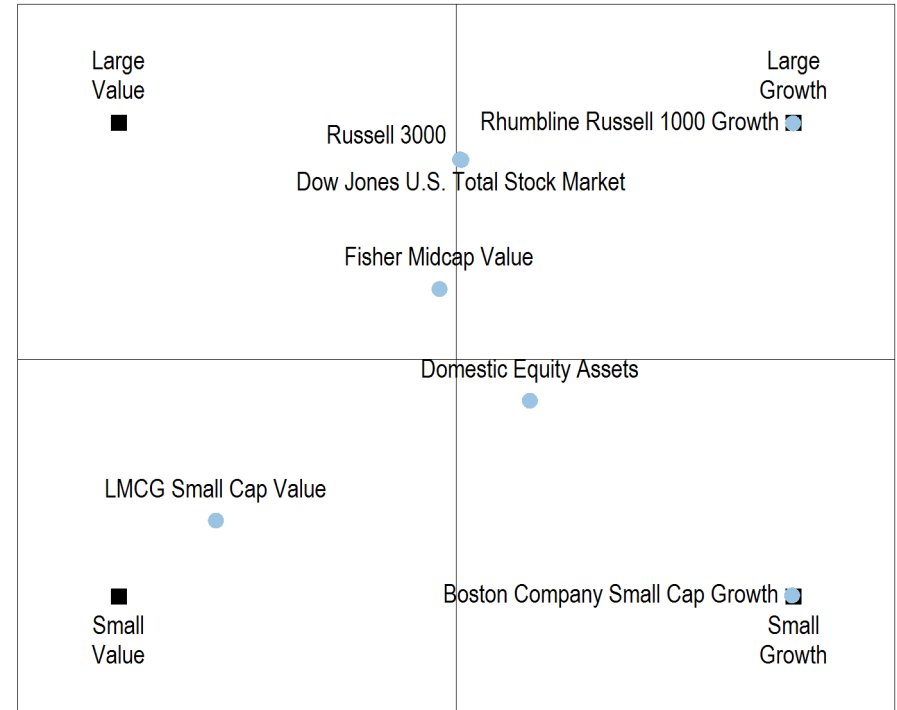 Large
Value
Large
Growth
Rhumbline Russell 1000 Growth
Russell 3000
Dow Jones U.S. Total Stock Market
Fisher Midcap Value
Domestic Equity Assets
LMCG Small Cap Value
Boston Company Small Cap Growth
Small
Value
Small
Growth